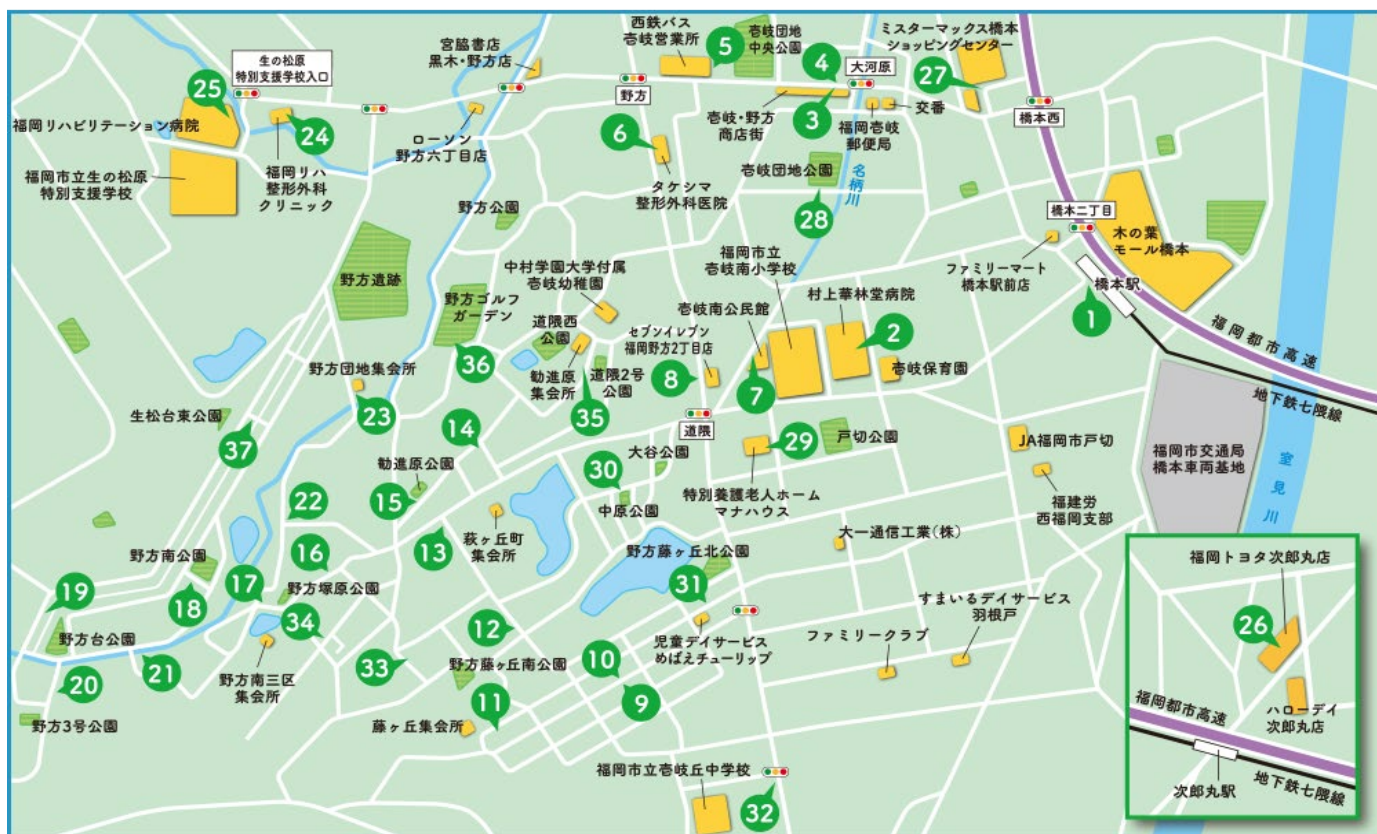 西鉄バス
壱岐営業所
5
壱岐団地
中央公園
4
大河原
ミスターマックス橋本
ショッピングセンター
27
宮脇書店
黒木・野方店
生の松原
特別支援学校入口
25
福岡リハビリテーション病院
24
福岡リハ
整形外科
クリニック
福岡市立生の松原
特別支援学校
ローソン
野方六丁目店
野方
6
タケシマ
整形外科医院
壱岐・野方
商店街
3
福岡壱岐
郵便局
交番
橋本西
壱岐団地公園
28
名柄川
野方公園
橋本二丁目
木の葉
モール橋本
ファミリーマート
橋本駅前店
橋本駅
1
福岡都市高速
地下鉄七隈線
野方遺跡
野方ゴルフ
ガーデン
36
中村学園大学付属
壱岐幼稚園
道隈西
公園
勧進原
集会所
道隈2号
公園
35
セブンイレブン
福岡野方2丁目店
8
福岡市立
壱岐南小学校
壱岐南公民館
7
村上華林堂病院
2
壱岐保育園
野方団地集会所
23
生松台東公園
37
14
勧進原公園
15
道隈
戸切公園
29
特別養護老人ホーム
マナハウス
大谷公園
30
中原公園
JA福岡市戸切
福建労
西福岡支部
福岡市交通局
橋本車両基地
室見川
22
16
13
萩ヶ丘町
集会所
大一通信工業(株)
野方藤ヶ丘北公園
31
野方南公園
17
野方塚原公園
19
18
34
野方台公園
20
21
野方南三区
集会所
野方3号公園
33
12
野方藤ヶ丘南公園
11
藤ヶ丘集会所
10
9
児童デイサービス
めばえチューリップ
ファミリークラブ
すまいるデイサービス
羽根戸
福岡市立壱岐丘中学校
32
福岡トヨタ次郎丸店
26
ハローデイ
次郎丸店
福岡都市高速
次郎丸駅
地下鉄七隈線